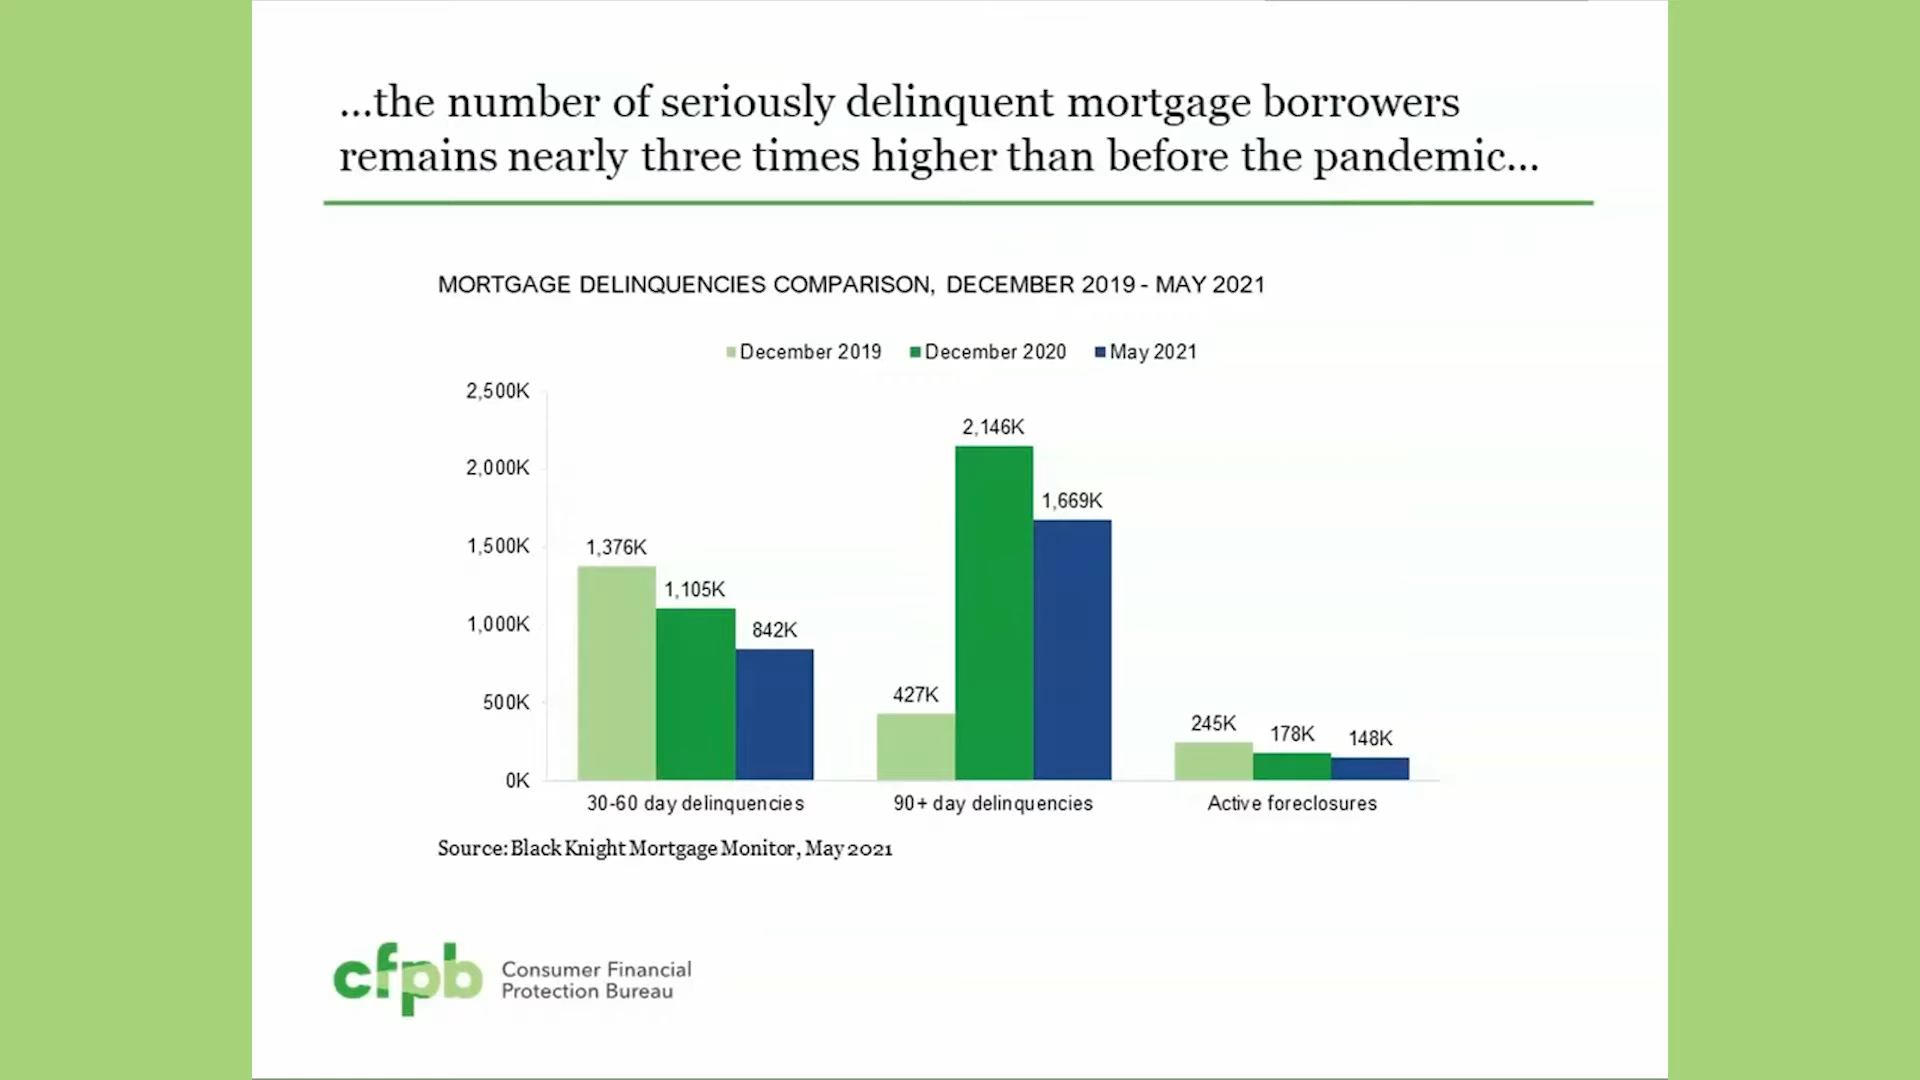 ...the number of seriously delinquent mortgage borrowers
remains nearly three times higher than before the pandemic...
MORTGAGE DELINQUENCIES COMPARISON, DECEMBER 2019 - MAY 2021
December 2019 December 2020 May 2021
2,500K
2,000K
1,500K
1,000K
500K
0K
1,376K
1,105K
842K
427K
2,146K
1,669K
245K
178K
148K
30-60 day delinquencies 90+ day delinquencies Active foreclosures
Source: Black Knight Mortgage Monitor, May 2021
cfpb
Consumer Financial
Protection Bureau